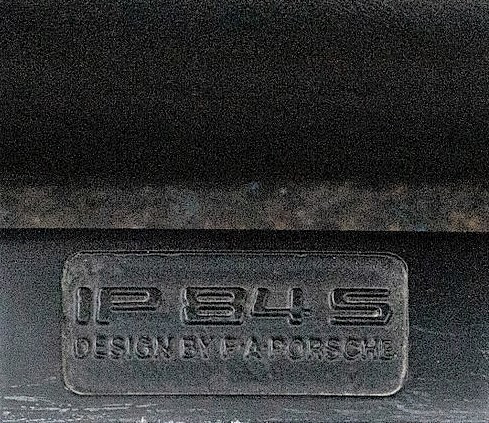 IP 84 S
DESIGN BY F.A. PORSCHE